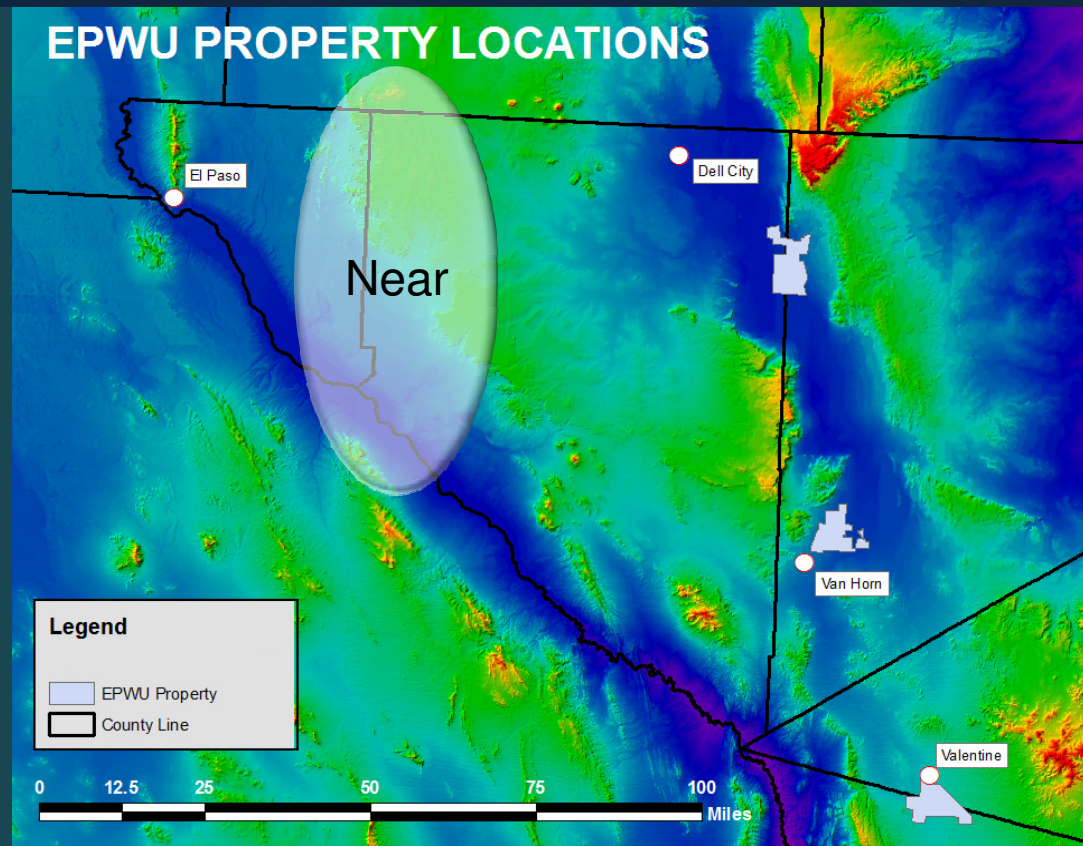 EPWU PROPERTY LOCATIONS
El Paso
Dell City
Near
Van Horn
Legend
EPWU Property
County Line
Valentine
0 12.5 25 50 75 100
Miles